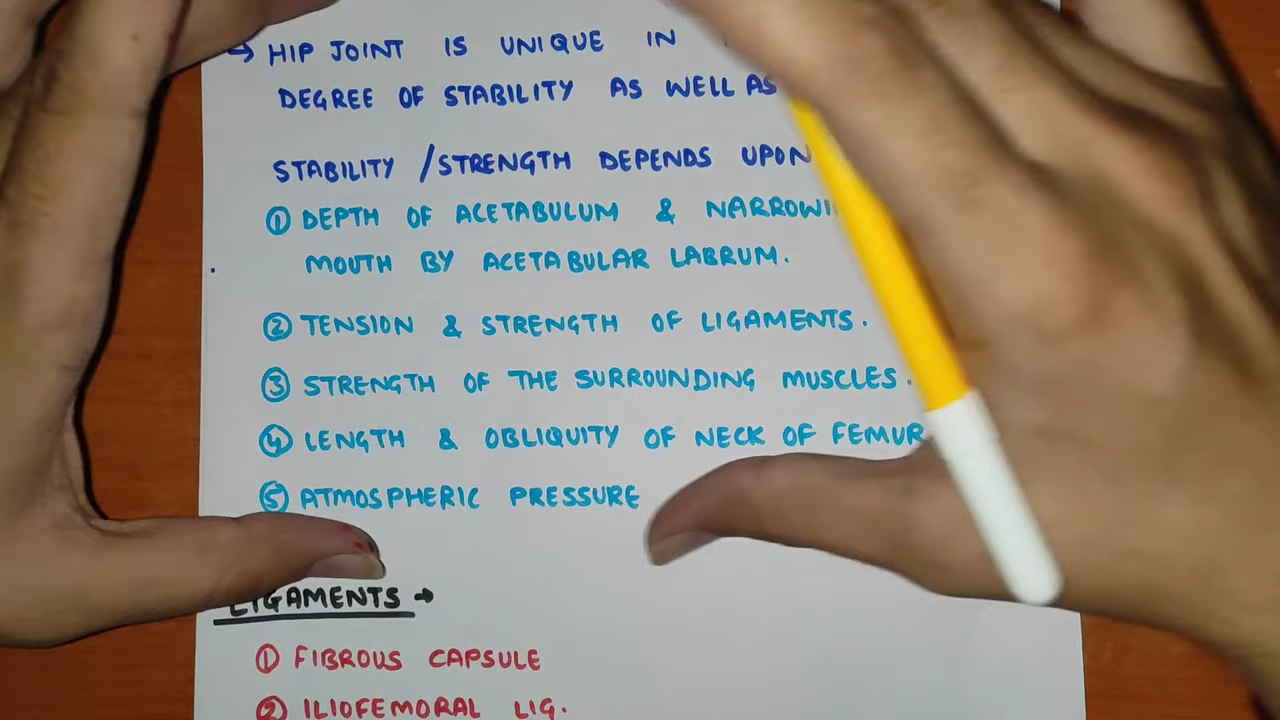 → HIP JOINT IS UNIQUE IN
DEGREE OF STABILITY AS WELL AS
STABILITY / STRENGTH DEPENDS UPON
① DEPTH OF ACETABULUM & NARROWI
MOUTH BY ACETABULAR LABRUM.
② TENSION & STRENGTH OF LIGAMENTS.
③ STRENGTH OF THE SURROUNDING MUSCLES.
④ LENGTH & OBLIQUITY OF NECK OF FEMUR
⑤ ATMOSPHERIC PRESSURE
LIGAMENTS →
① FIBROUS CAPSULE
② ILIOFEMORAL LIG.